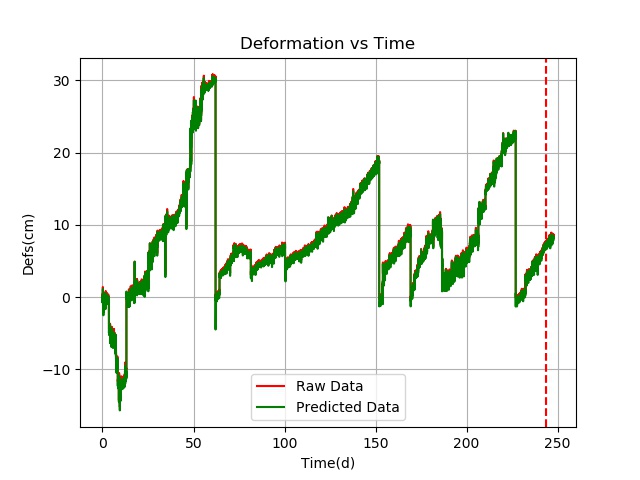 Deformation vs Time
30
20
10
0
−10
Defs(cm)
Raw Data
Predicted Data
0 50 100 150 200 250
Time(d)